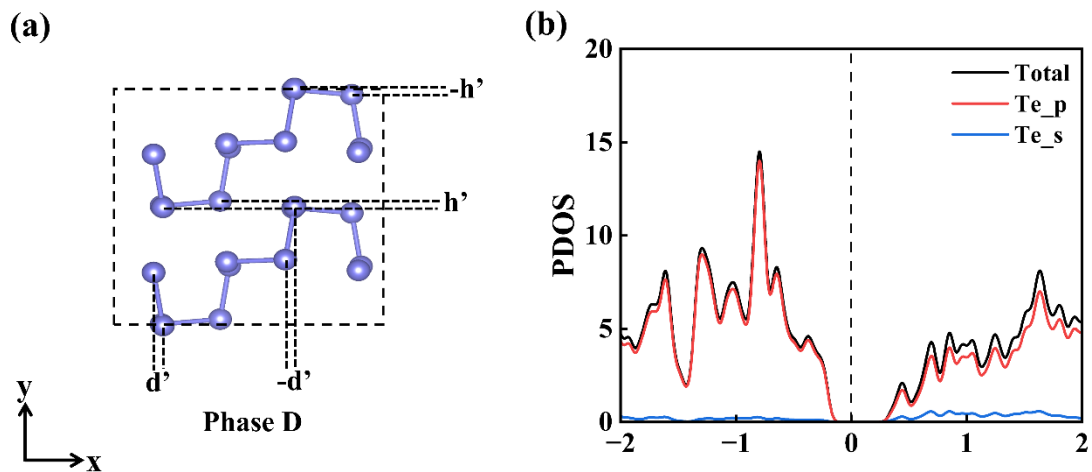 (a)
-h’
h’
d’
-d’
Phase D
y
x
(b)
20
15
10
5
0
PDOS
Total
Te_p
Te_s
−2
−1
0
1
2